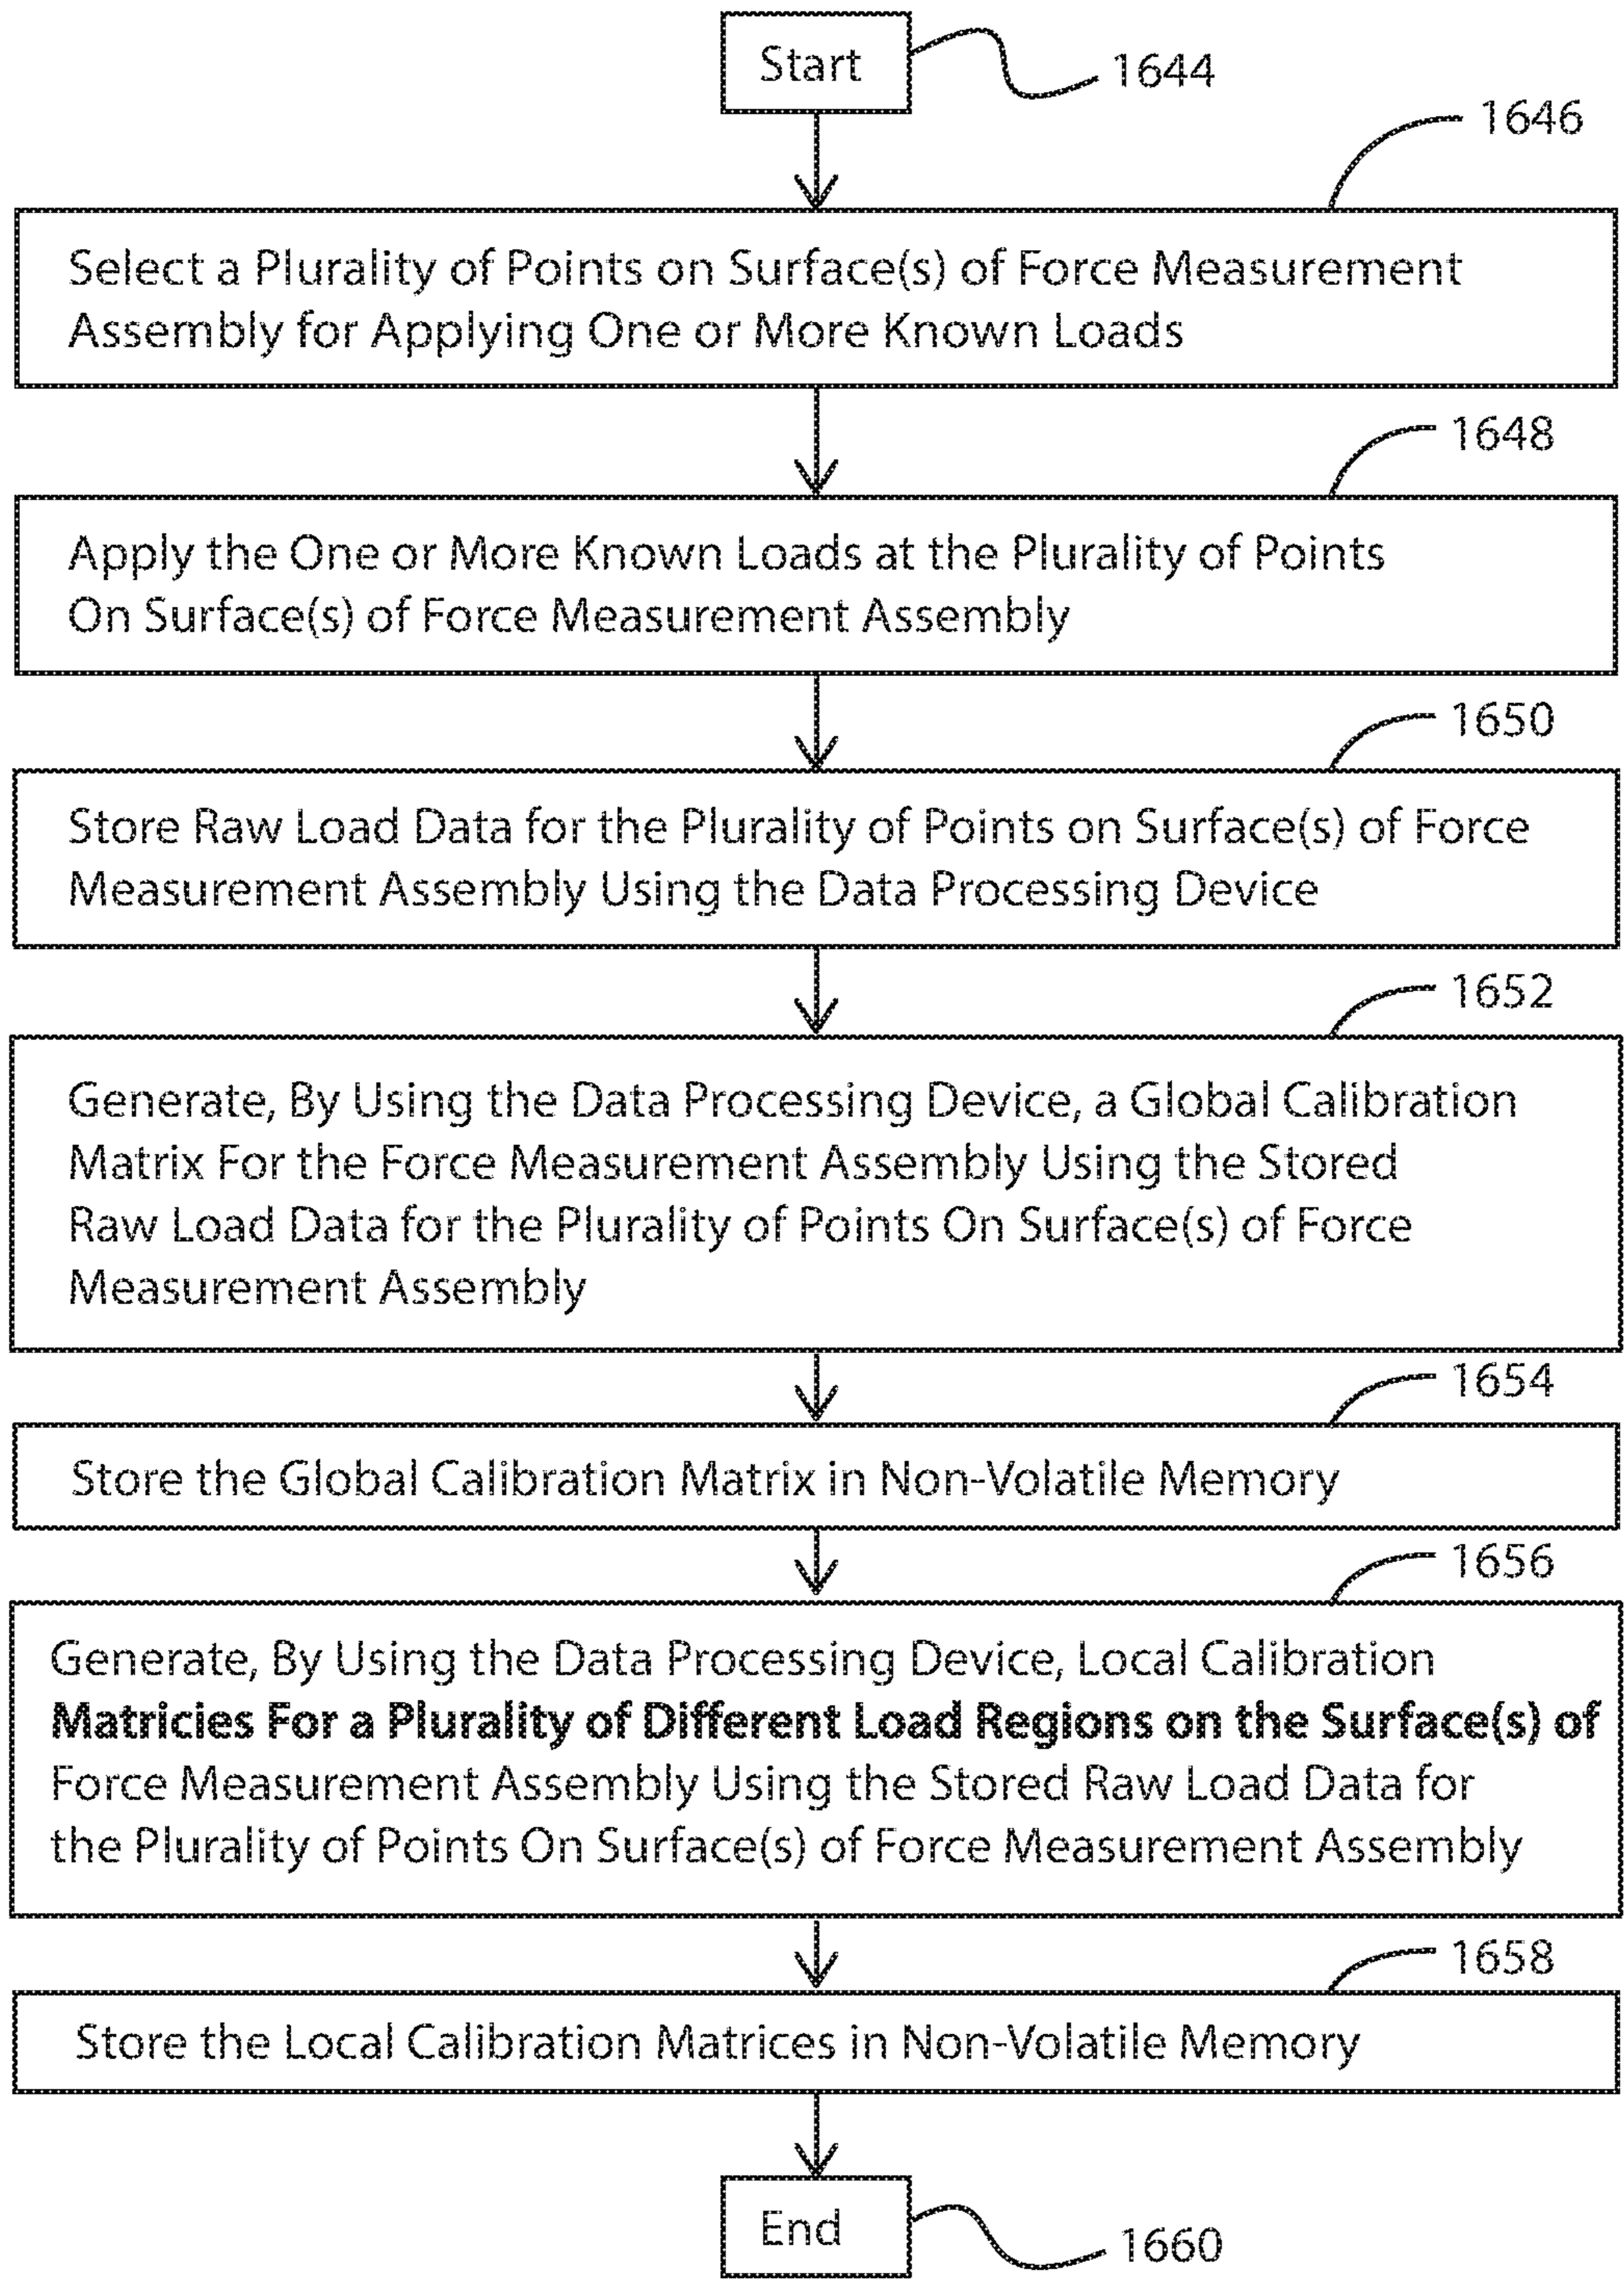 Start
1644
1646
Select a Plurality of Points on Surface(s) of Force Measurement
Assembly for Applying One or More Known Loads
1648
Apply the One or More Known Loads at the Plurality of Points
On Surface(s) of Force Measurement Assembly
1650
Store Raw Load Data for the Plurality of Points on Surface(s) of Force
Measurement Assembly Using the Data Processing Device
1652
Generate, By Using the Data Processing Device, a Global Calibration
Matrix For the Force Measurement Assembly Using the Stored
Raw Load Data for the Plurality of Points On Surface(s) of Force
Measurement Assembly
1654
Store the Global Calibration Matrix in Non-Volatile Memory
1656
Generate, By Using the Data Processing Device, Local Calibration
Matricies For a Plurality of Different Load Regions on the Surface(s) of
Force Measurement Assembly Using the Stored Raw Load Data for
the Plurality of Points On Surface(s) of Force Measurement Assembly
1658
Store the Local Calibration Matrices in Non-Volatile Memory
End
1660